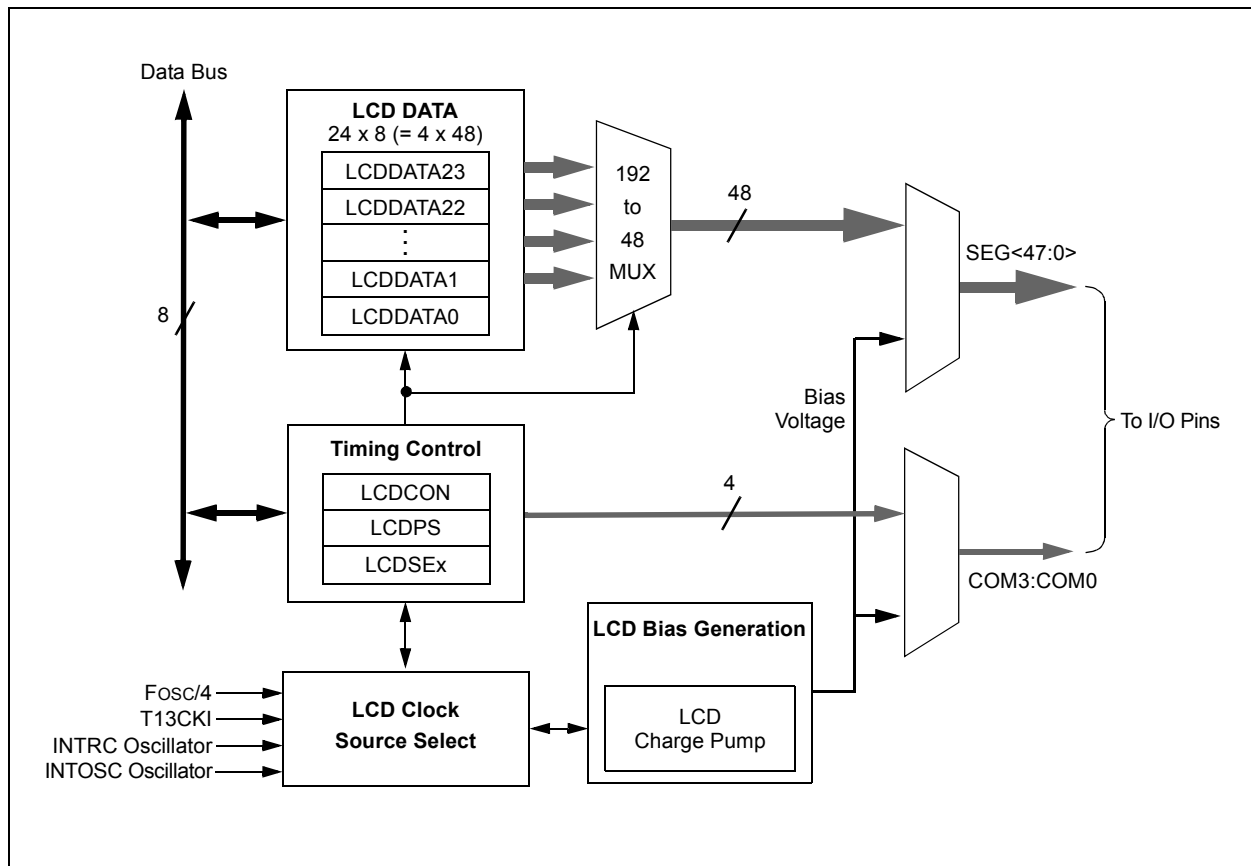 Data Bus
LCD DATA
24 x 8 (= 4 x 48)
LCDDATA23
LCDDATA22
⋮
LCDDATA1
LCDDATA0
192
to
48
MUX
48
SEG<47:0>
8
Bias
Voltage
To I/O Pins
Timing Control
LCDCON
LCDPS
LCDSEx
4
COM3:COM0
LCD Bias Generation
LCD
Charge Pump
FOSC/4
T13CKI
INTRC Oscillator
INTOSC Oscillator
LCD Clock
Source Select